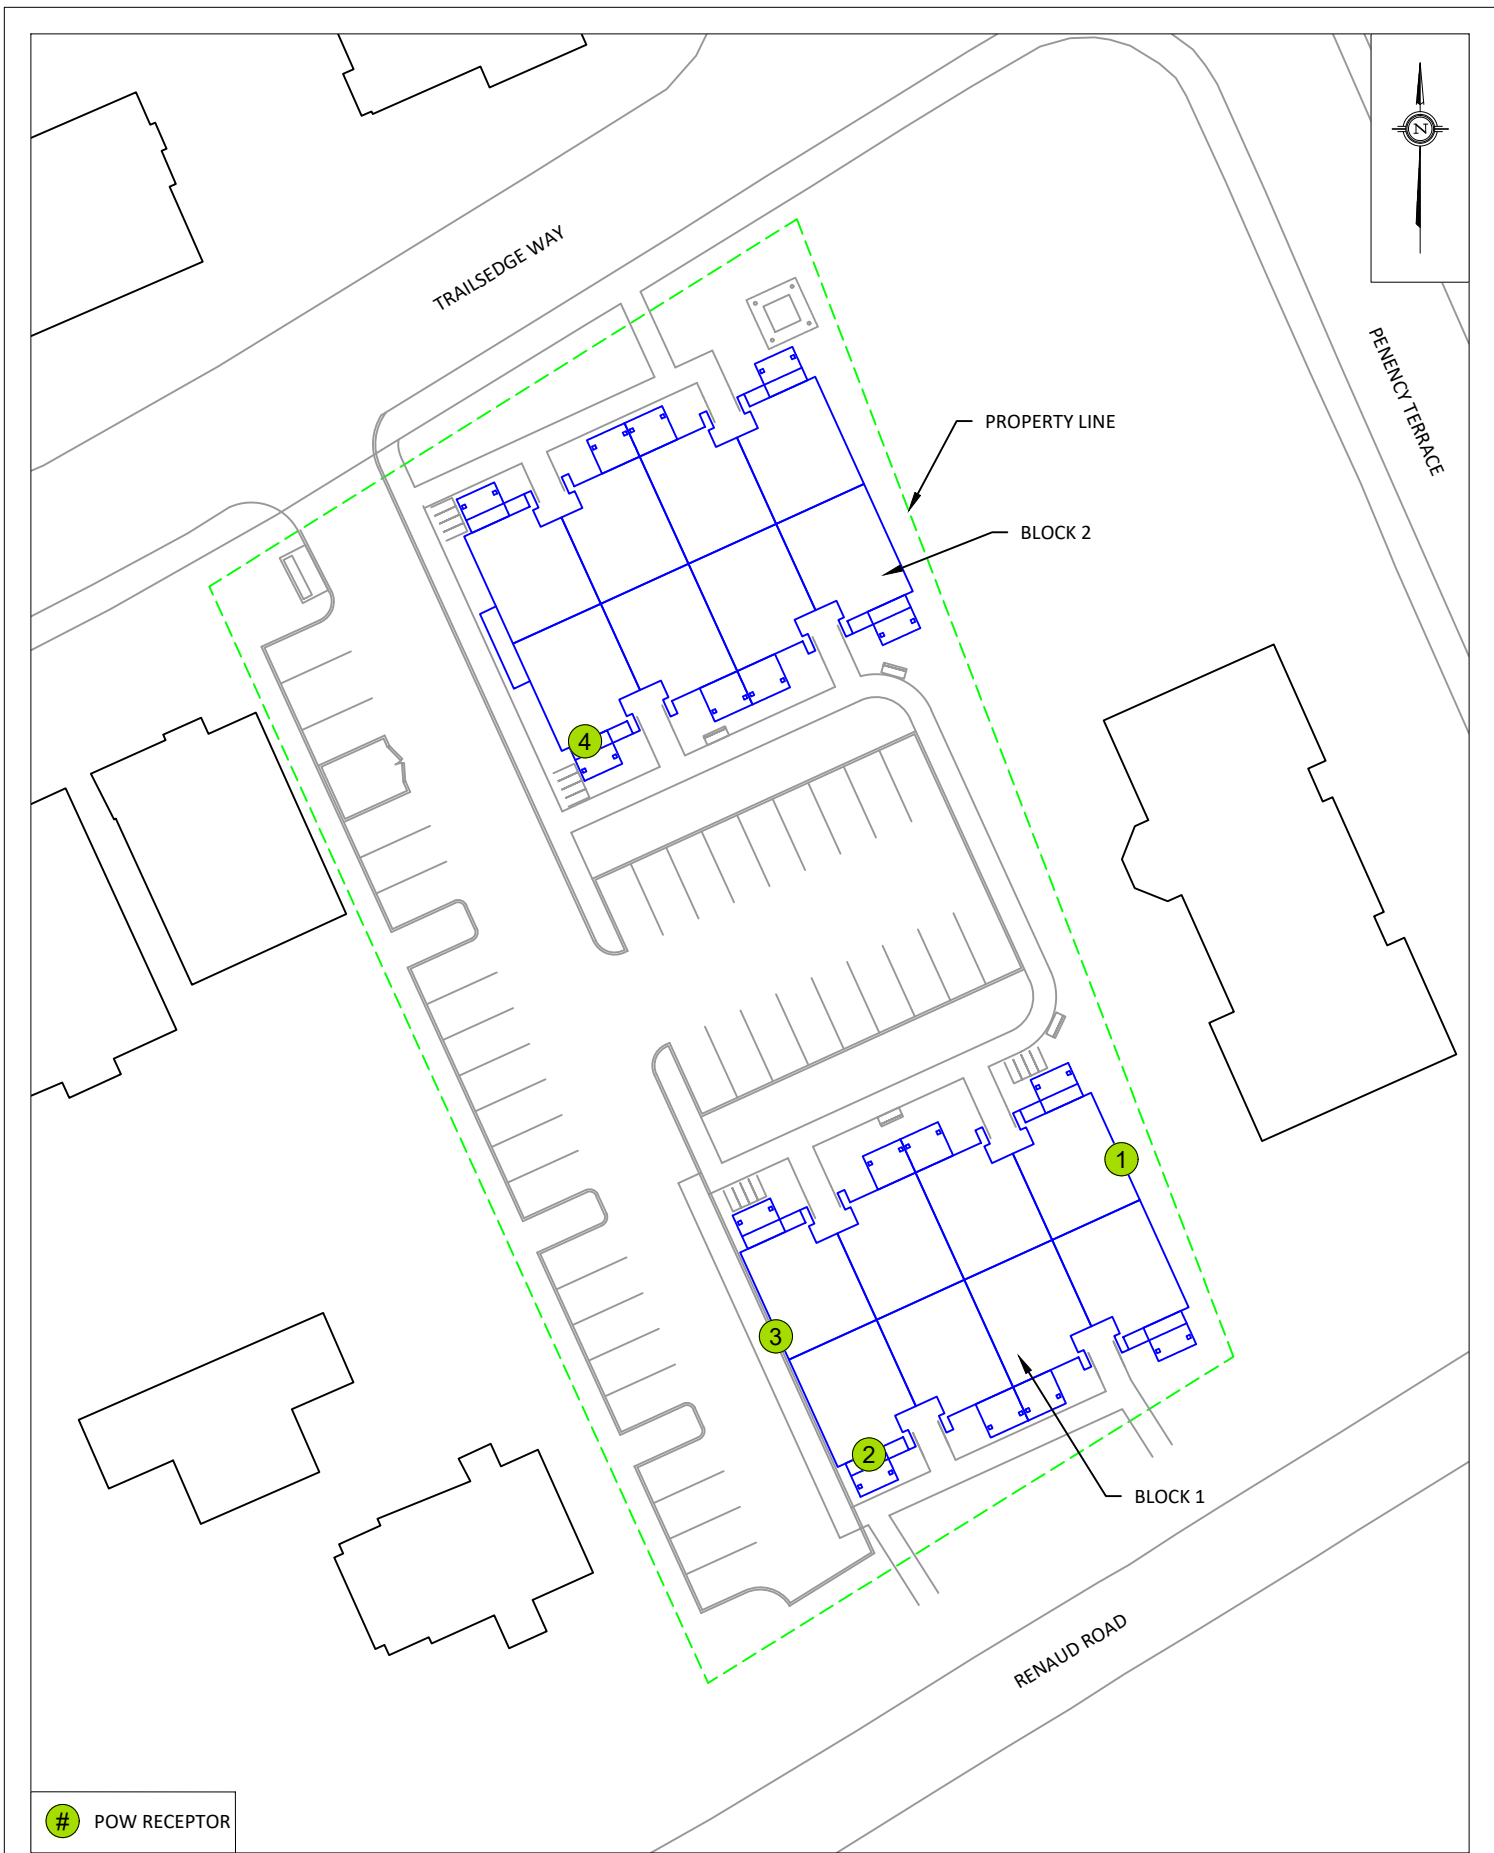 N
TRAILSEDGE WAY
PENENCY TERRACE
PROPERTY LINE
BLOCK 2
4
1
3
2
BLOCK 1
RENAUD ROAD
# POW RECEPTOR